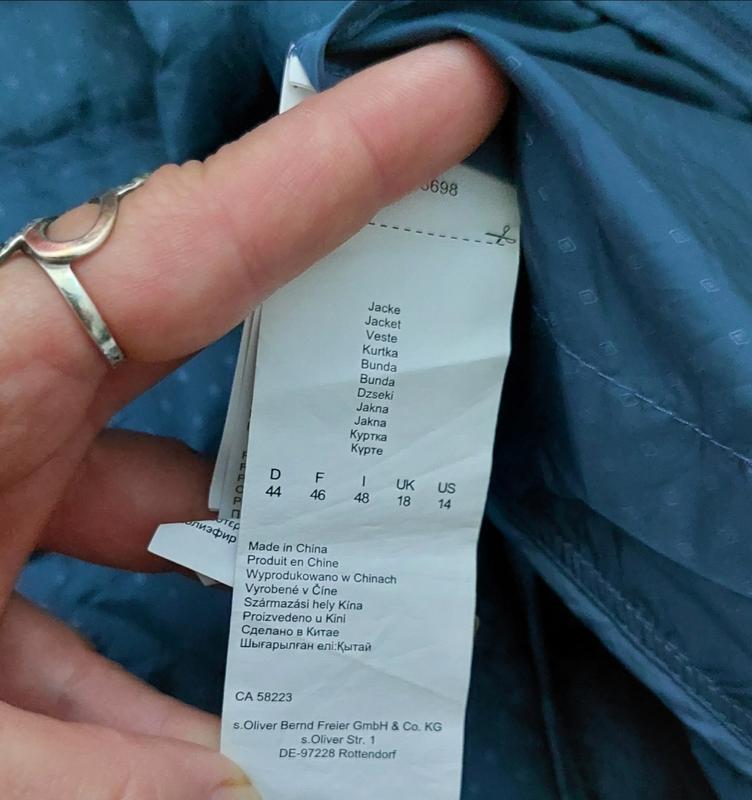 5698
Jacke
Jacket
Veste
Kurtka
Bunda
Bunda
Dzseki
Jakna
Jakna
Куртка
Курте
D F I UK US
44 46 48 18 14
Made in China
Produit en Chine
Wyprodukowano w Chinach
Vyrobené v Číne
Származási hely Kína
Proizvedeno u Kini
Сделано в Китае
Шығарылған елі:Қытай
CA 58223
s.Oliver Bernd Freier GmbH & Co. KG
s.Oliver Str. 1
DE-97228 Rottendorf